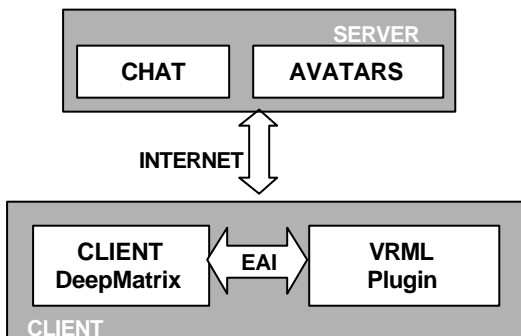 SERVER
CHAT
AVATARS
INTERNET
CLIENT
DeepMatrix
EAI
VRML
Plugin
CLIENT